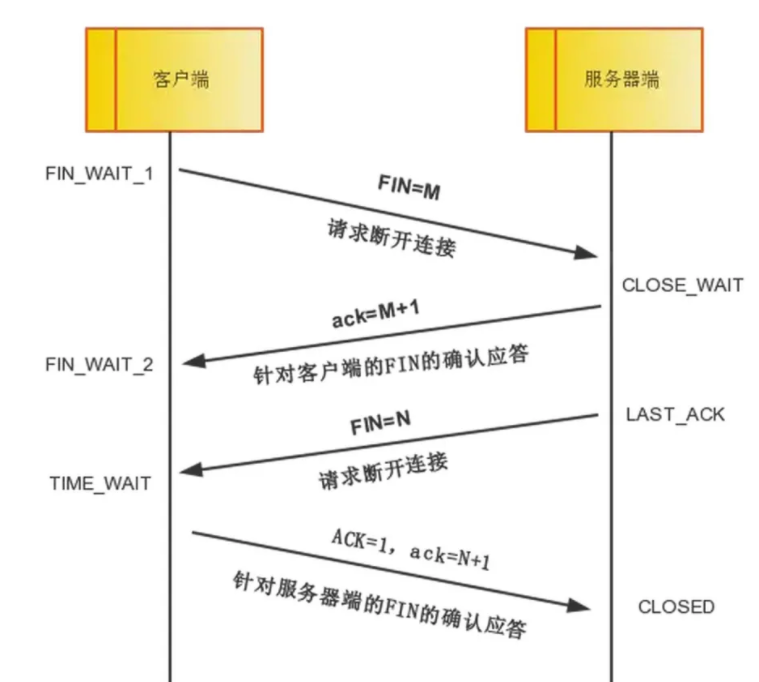 客户端
服务器端
FIN_WAIT_1
FIN=M
请求断开连接
CLOSE_WAIT
ack=M+1
FIN_WAIT_2
针对客户端的FIN的确认应答
LAST_ACK
FIN=N
请求断开连接
TIME_WAIT
ACK=1, ack=N+1
针对服务器端的FIN的确认应答
CLOSED